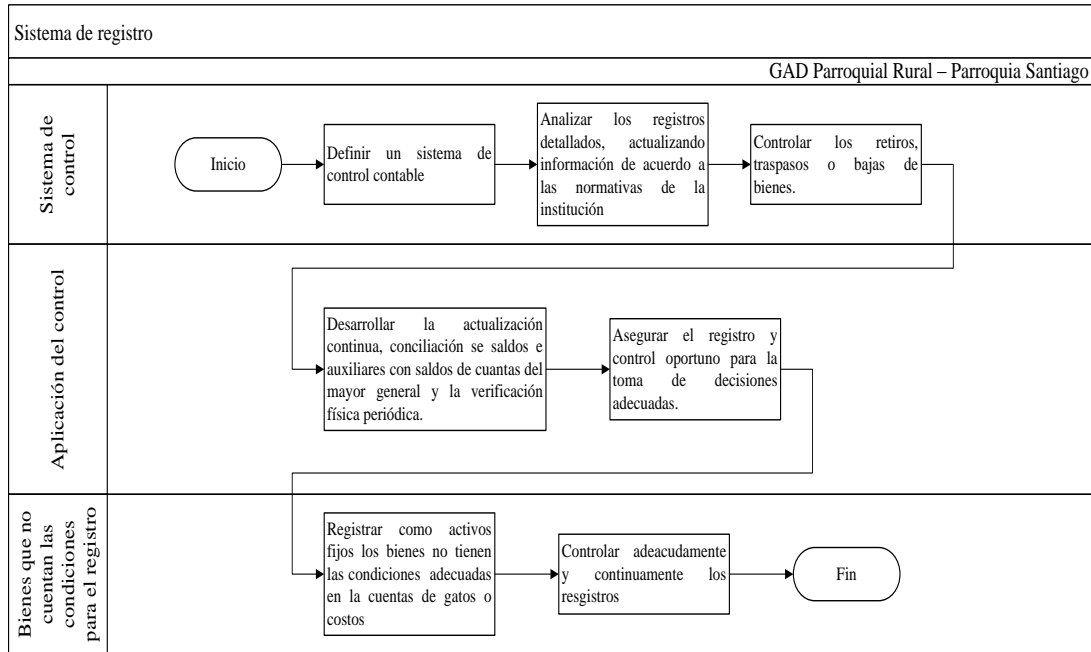 Sistema de registro
GAD Parroquial Rural – Parroquia Santiago
Sistema de
control
Inicio
Definir un sistema de
control contable
Analizar los registros
detallados, actualizando
información de acuerdo a
las normativas de la
institución
Controlar los retiros,
traspasos o bajas de
bienes.
Aplicación del control
Desarrollar la actualización
continua, conciliación se saldos e
auxiliares con saldos de cuantas del
mayor general y la verificación
física periódica.
Asegurar el registro y
control oportuno para la
toma de decisiones
adecuadas.
Bienes que no
cuentan las
condiciones
para el registro
Registrar como activos
fijos los bienes no tienen
las condiciones adecuadas
en la cuentas de gatos o
costos
Controlar adeacudamente
y continuamente los
resgistros
Fin